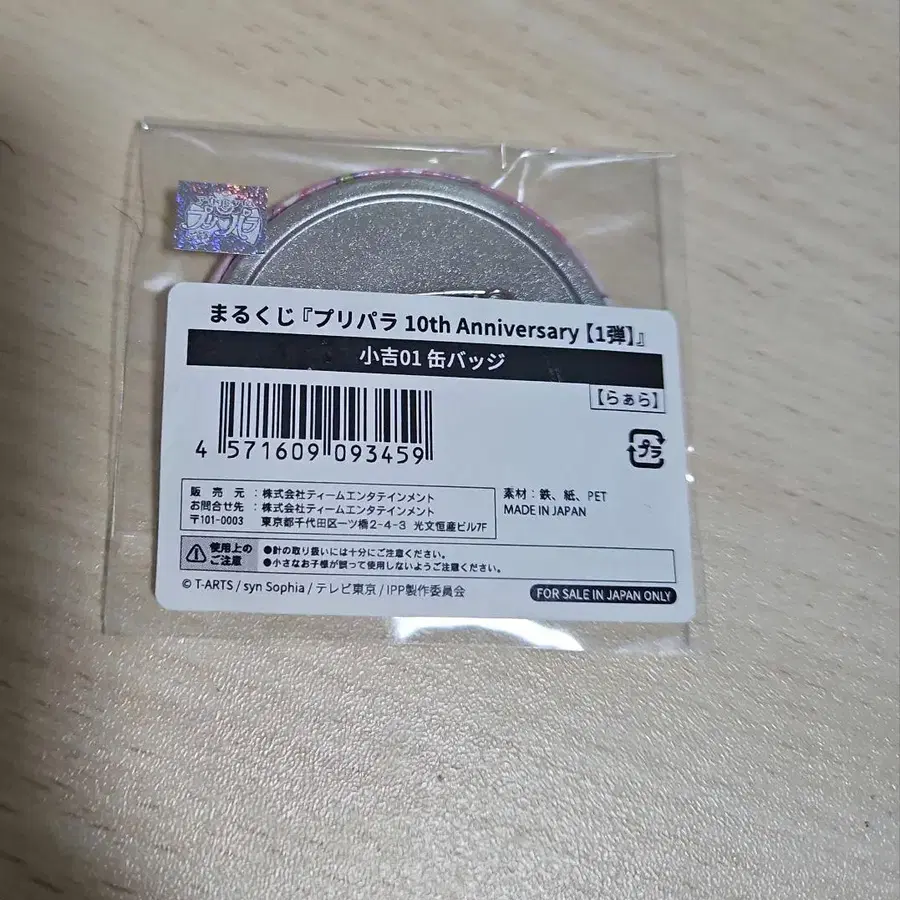 プリパラ
まるくじ『プリパラ 10th Anniversary【1弾】』
小吉01 缶バッジ
【らぁら】
4 571609 093459
プラ
販売元 : 株式会社ティームエンタテインメント
お問合せ先 : 株式会社ティームエンタテインメント
〒101-0003 東京都千代田区一ツ橋2-4-3 光文恒産ビル7F
素材:鉄、紙、PET
MADE IN JAPAN
使用上のご注意
●針の取り扱いには十分にご注意ください。
●小さなお子様が誤って使用しないようご注意ください。
© T-ARTS / syn Sophia / テレビ東京 / IPP製作委員会
FOR SALE IN JAPAN ONLY